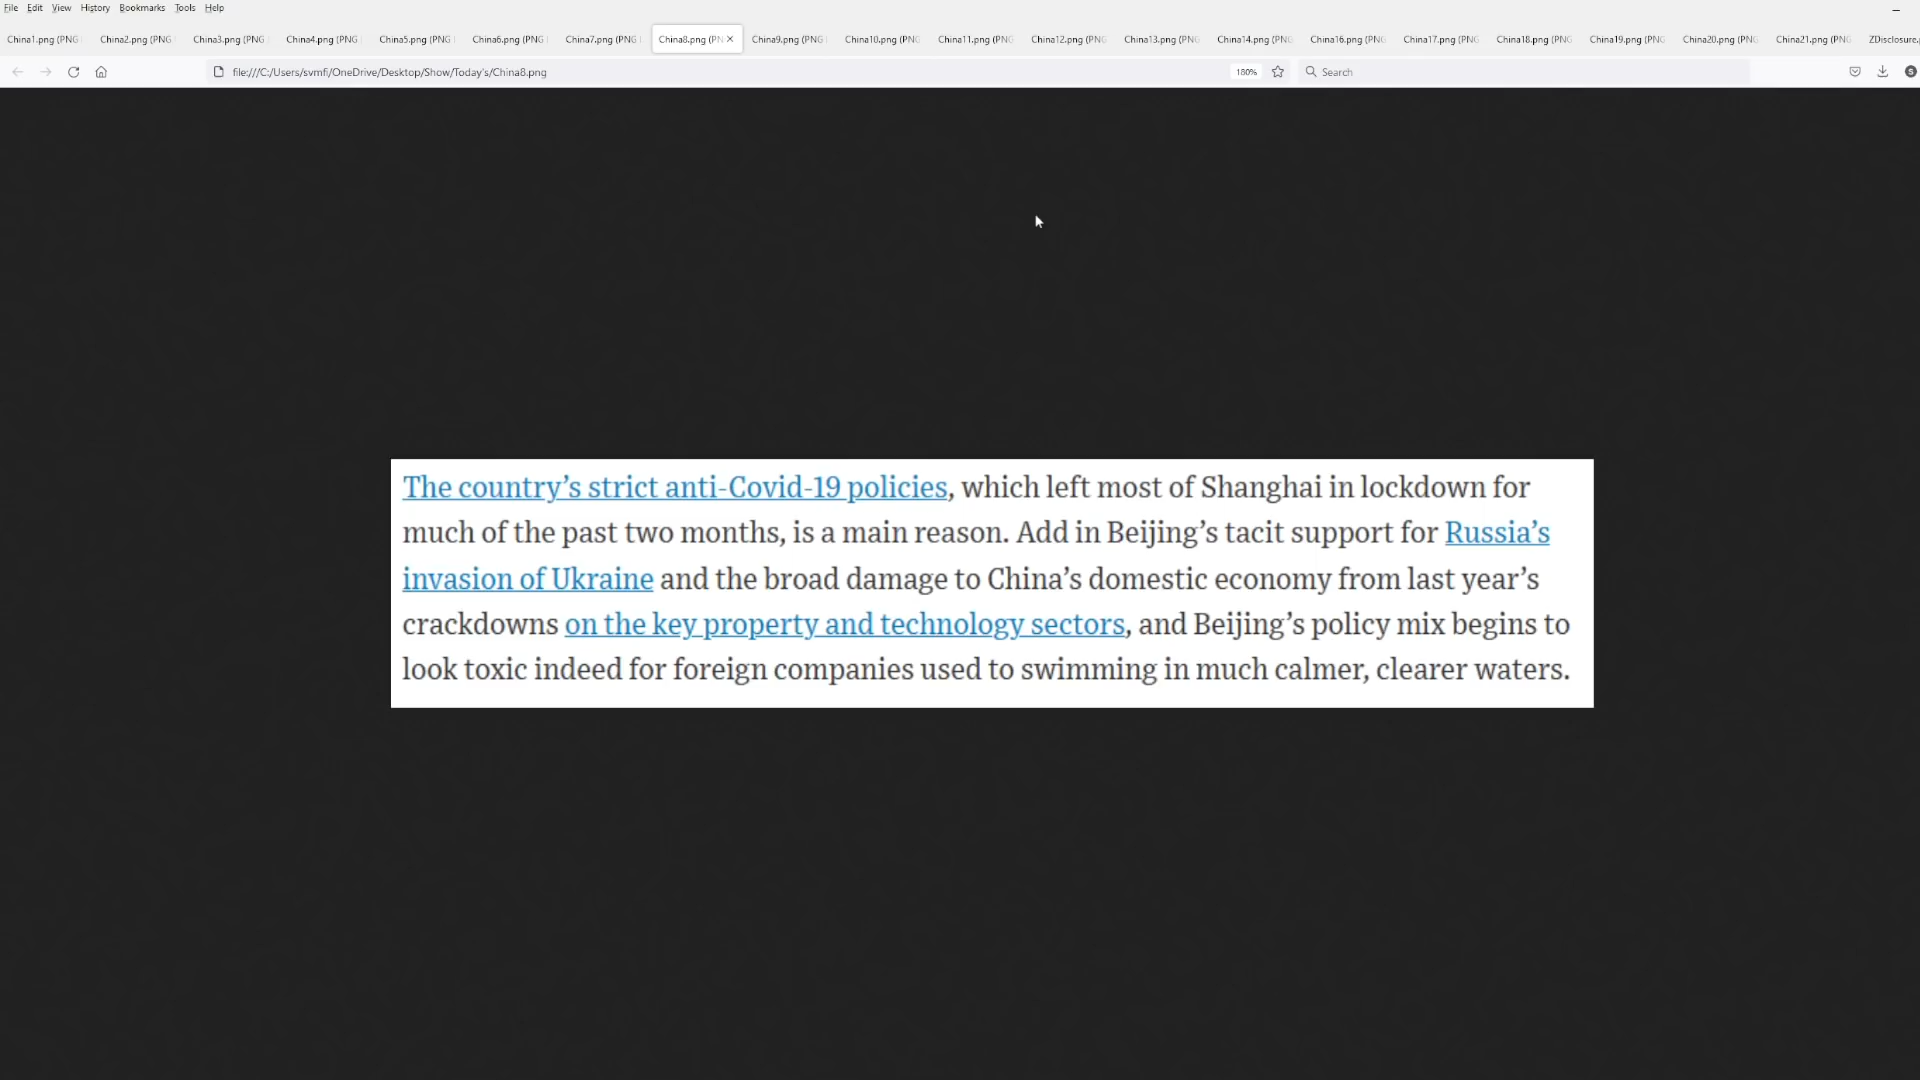 File Edit View History Bookmarks Tools Help
China1.png (PNG China2.png (PNG China3.png (PNG China4.png (PNG China5.png (PNG China6.png (PNG China7.png (PNG China8.png (PN China9.png (PNG China10.png (PNG China11.png (PNG China12.png (PNG China13.png (PNG China14.png (PNG China16.png (PNG China17.png (PNG China18.png (PNG China19.png (PNG China20.png (PNG China21.png (PNG ZDisclosure.
file:///C:/Users/svmfi/OneDrive/Desktop/Show/Today's/China8.png 180% Search S
The country’s strict anti-Covid-19 policies, which left most of Shanghai in lockdown for
much of the past two months, is a main reason. Add in Beijing’s tacit support for Russia’s
invasion of Ukraine and the broad damage to China’s domestic economy from last year’s
crackdowns on the key property and technology sectors, and Beijing’s policy mix begins to
look toxic indeed for foreign companies used to swimming in much calmer, clearer waters.